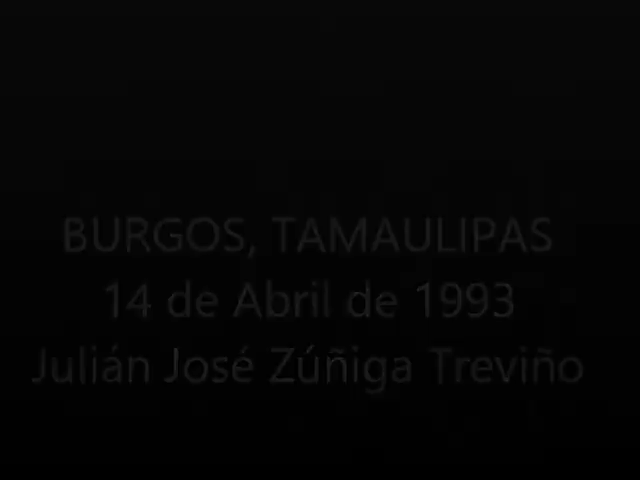 BURGOS, TAMAULIPAS
14 de Abril de 1993
Julián José Zúñiga Treviño